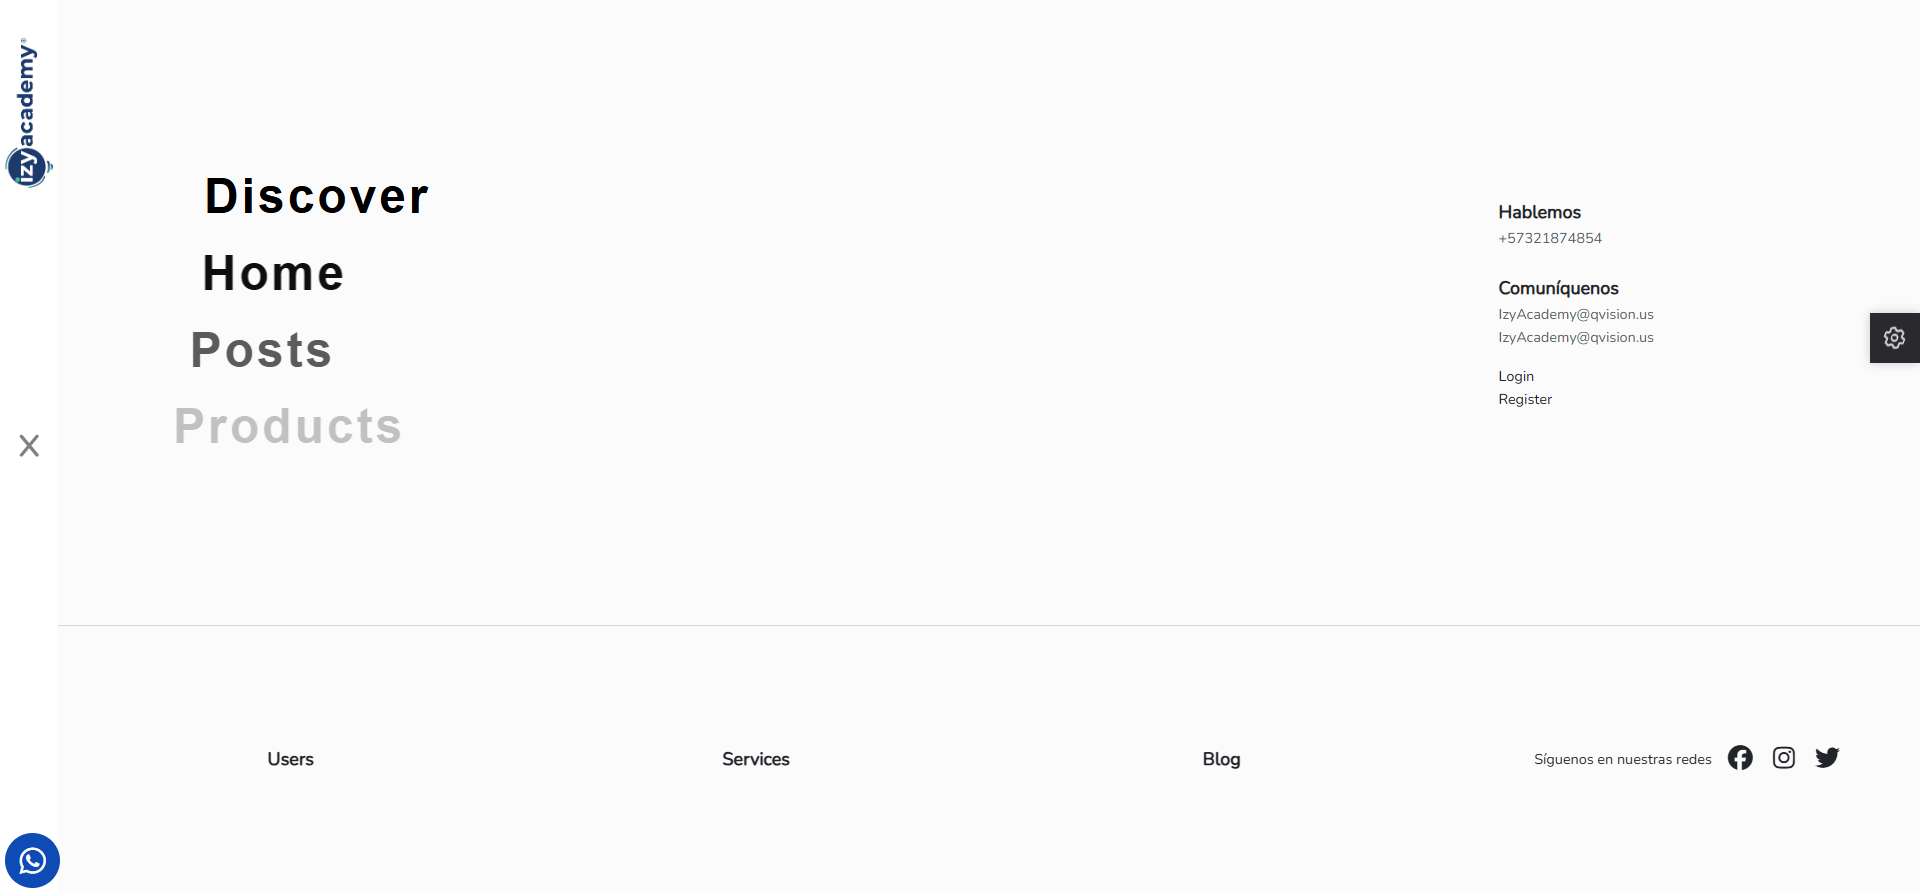 izyacademy®
Discover
Home
Posts
Products
Hablemos
+57321874854
Comuníquenos
IzyAcademy@qvision.us
IzyAcademy@qvision.us
Login
Register
Users
Services
Blog
Síguenos en nuestras redes